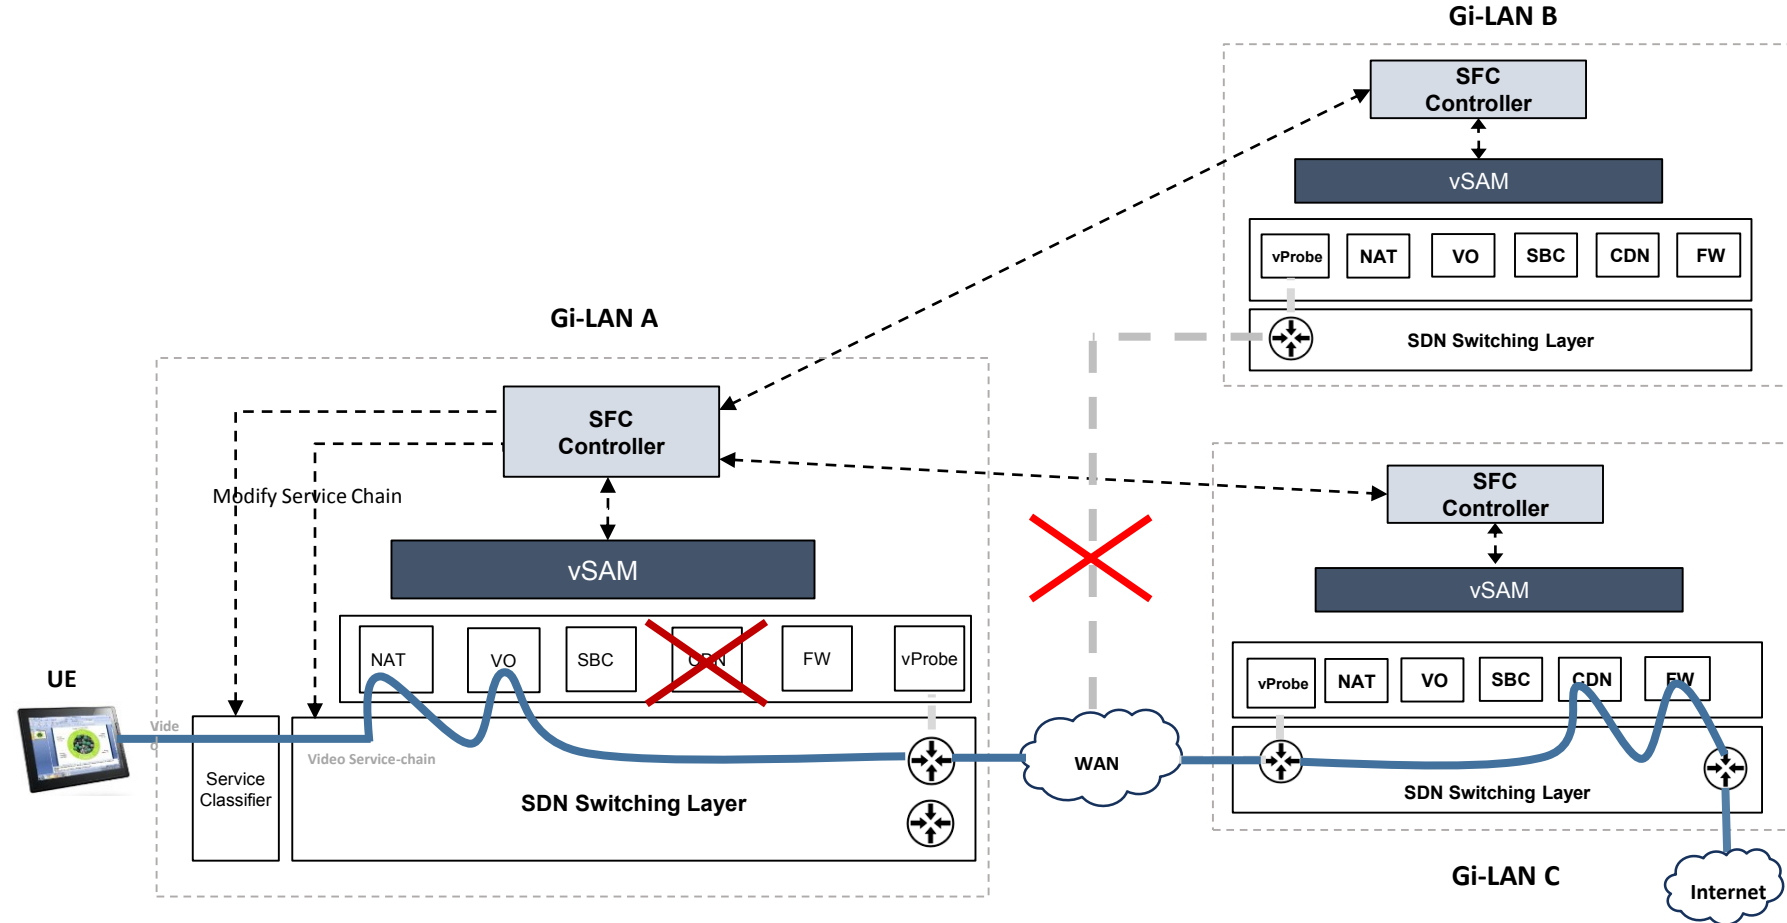 Gi-LAN B
SFC
Controller
vSAM
vProbe
NAT
VO
SBC
CDN
FW
SDN Switching Layer
Gi-LAN A
SFC
Controller
Modify Service Chain
vSAM
NAT
VO
SBC
CDN
FW
vProbe
UE
Vide
o
Service
Classifier
Video Service-chain
SDN Switching Layer
WAN
SFC
Controller
vSAM
vProbe
NAT
VO
SBC
CDN
FW
SDN Switching Layer
Gi-LAN C
Internet